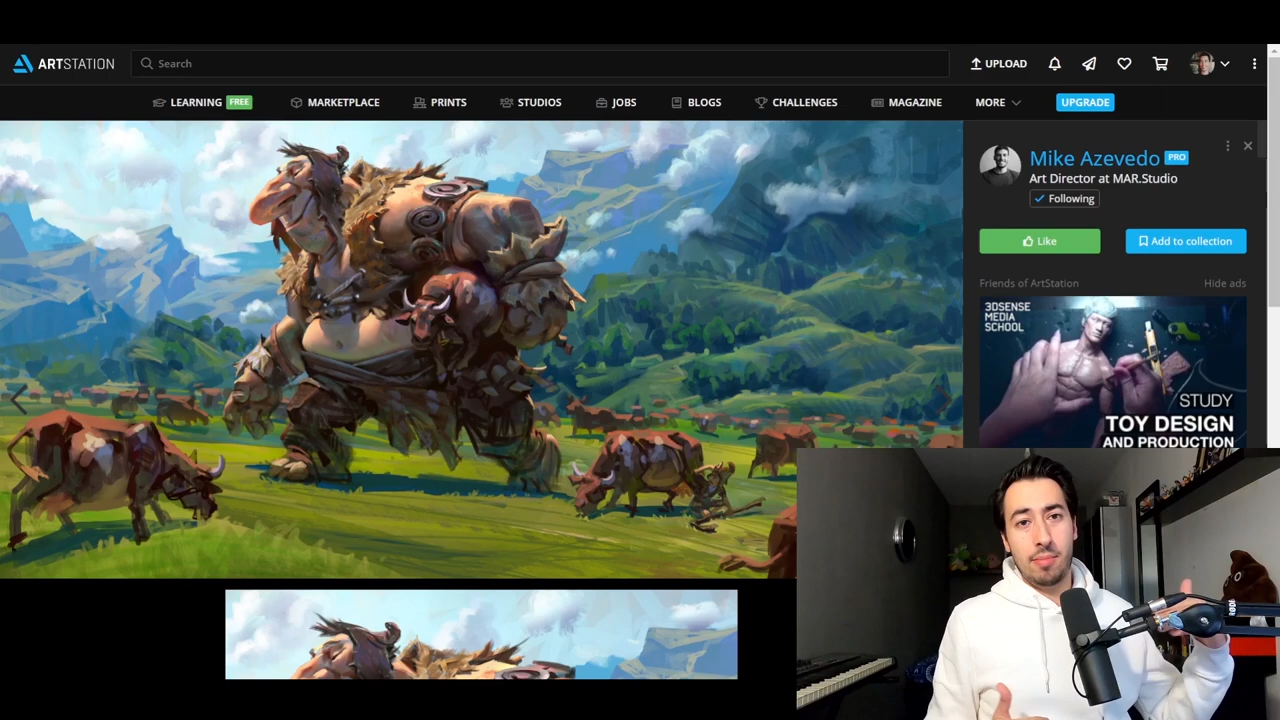 ARTSTATION
Search
UPLOAD
LEARNING FREE
MARKETPLACE
PRINTS
STUDIOS
JOBS
BLOGS
CHALLENGES
MAGAZINE
MORE
UPGRADE
Mike Azevedo PRO
Art Director at MAR.Studio
Following
Like
Add to collection
Friends of ArtStation
Hide ads
3DSENSE
MEDIA
SCHOOL
STUDY
TOY DESIGN
AND PRODUCTION